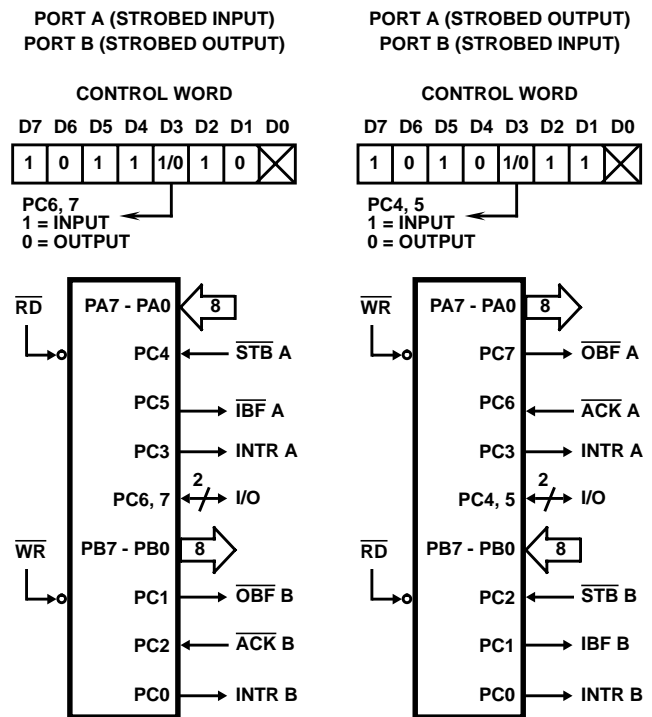 PORT A (STROBED INPUT)
PORT B (STROBED OUTPUT)
CONTROL WORD
D7 D6 D5 D4 D3 D2 D1 D0
1 0 1 1 1/0 1 0
PC6, 7
1 = INPUT
0 = OUTPUT
RD
PA7 - PA0
8
PC4
STB A
PC5
IBF A
PC3
INTR A
PC6, 7
2
I/O
WR
PB7 - PB0
8
PC1
OBF B
PC2
ACK B
PC0
INTR B
PORT A (STROBED OUTPUT)
PORT B (STROBED INPUT)
CONTROL WORD
D7 D6 D5 D4 D3 D2 D1 D0
1 0 1 0 1/0 1 1
PC4, 5
1 = INPUT
0 = OUTPUT
WR
PA7 - PA0
8
PC7
OBF A
PC6
ACK A
PC3
INTR A
PC4, 5
2
I/O
RD
PB7 - PB0
8
PC2
STB B
PC1
IBF B
PC0
INTR B